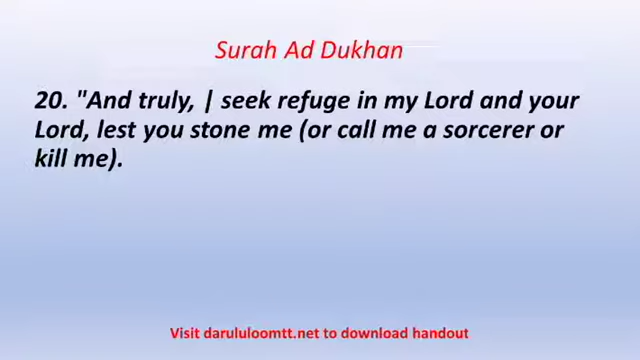 Surah Ad Dukhan
20. "And truly, | seek refuge in my Lord and your
Lord, lest you stone me (or call me a sorcerer or
kill me).
Visit darululoomtt.net to download handout